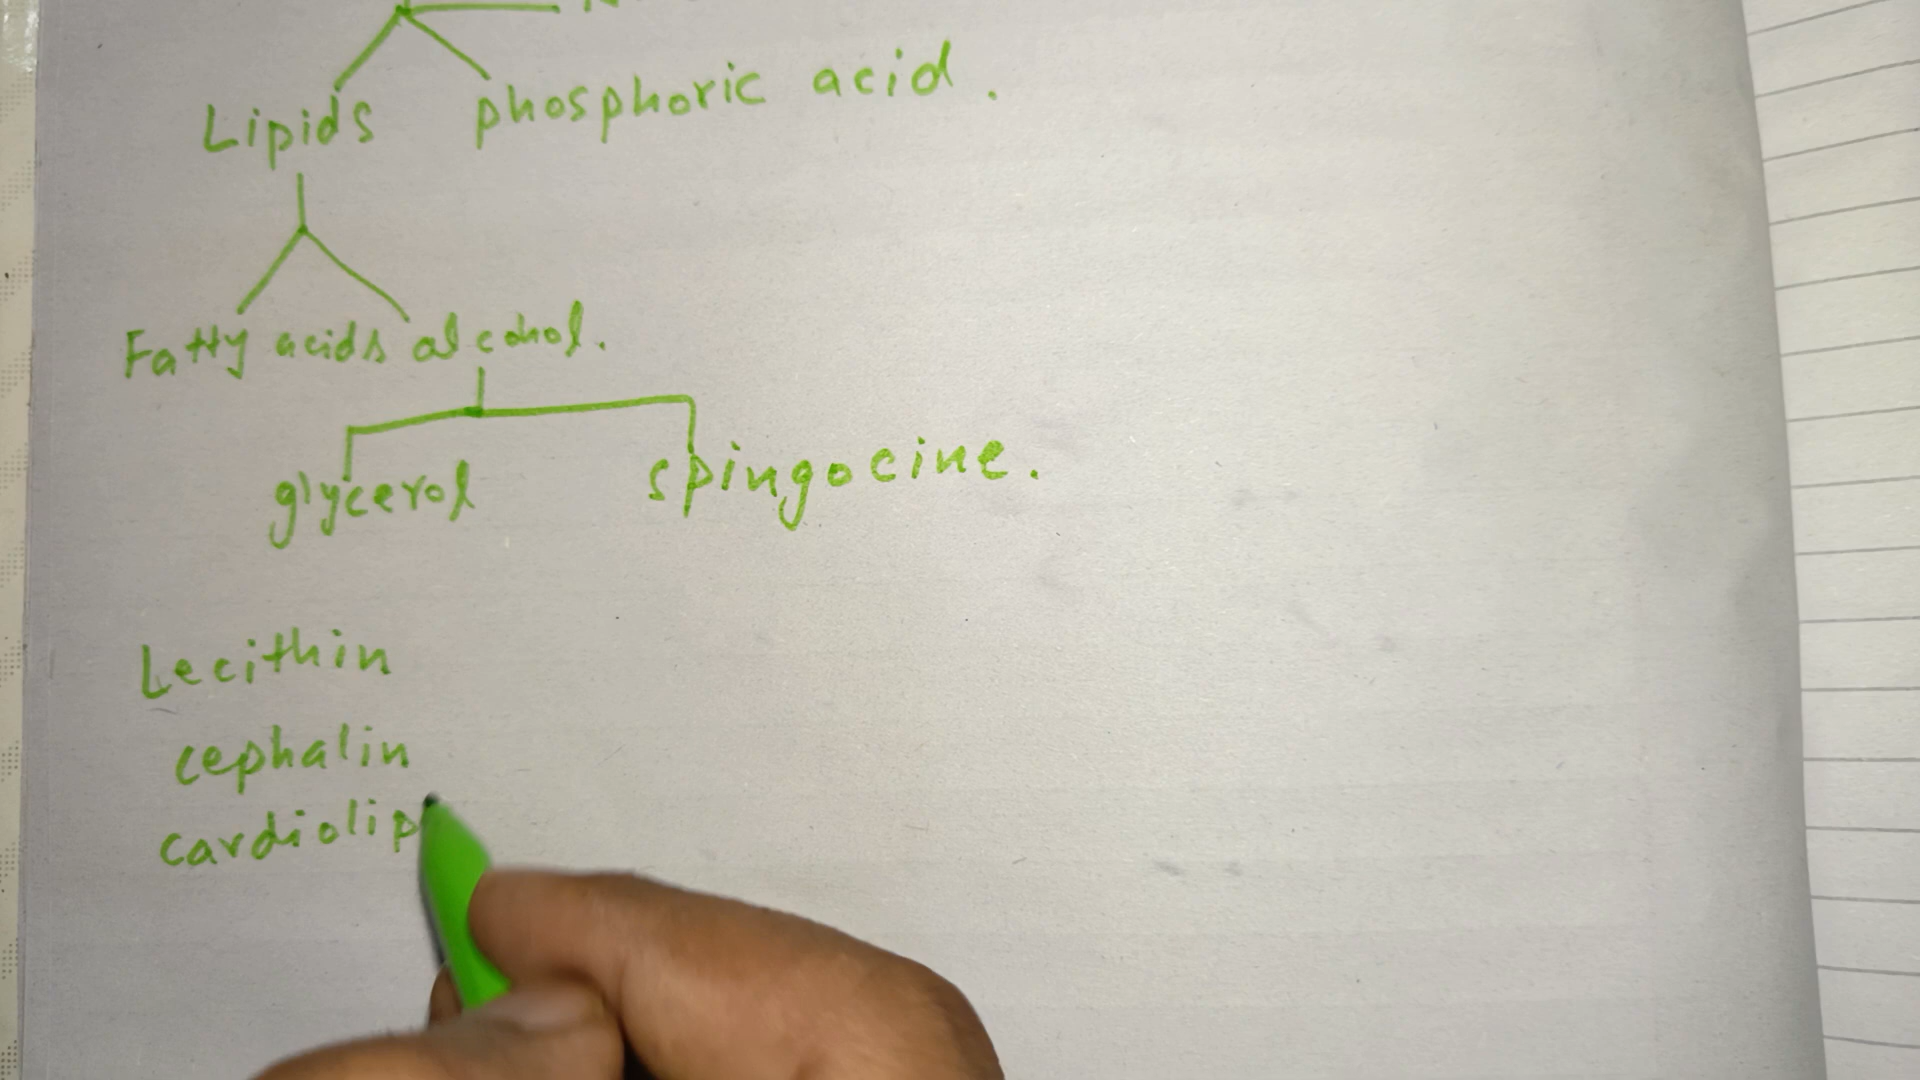 Lipids phosphoric acid.
Fatty acids alcohol.
glycerol spingocine.
Lecithin
cephalin
cardiolip